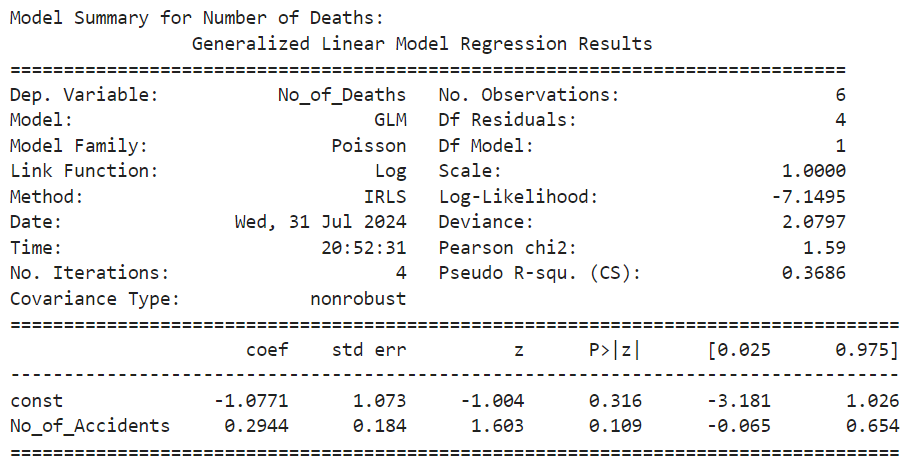 Model Summary for Number of Deaths:
Generalized Linear Model Regression Results
==============================================================================
Dep. Variable: No_of_Deaths No. Observations: 6
Model: GLM Df Residuals: 4
Model Family: Poisson Df Model: 1
Link Function: Log Scale: 1.0000
Method: IRLS Log-Likelihood: -7.1495
Date: Wed, 31 Jul 2024 Deviance: 2.0797
Time: 20:52:31 Pearson chi2: 1.59
No. Iterations: 4 Pseudo R-squ. (CS): 0.3686
Covariance Type: nonrobust
===================================================================================
coef std err z P>|z| [0.025 0.975]
-----------------------------------------------------------------------------------
const -1.0771 1.073 -1.004 0.316 -3.181 1.026
No_of_Accidents 0.2944 0.184 1.603 0.109 -0.065 0.654
===================================================================================